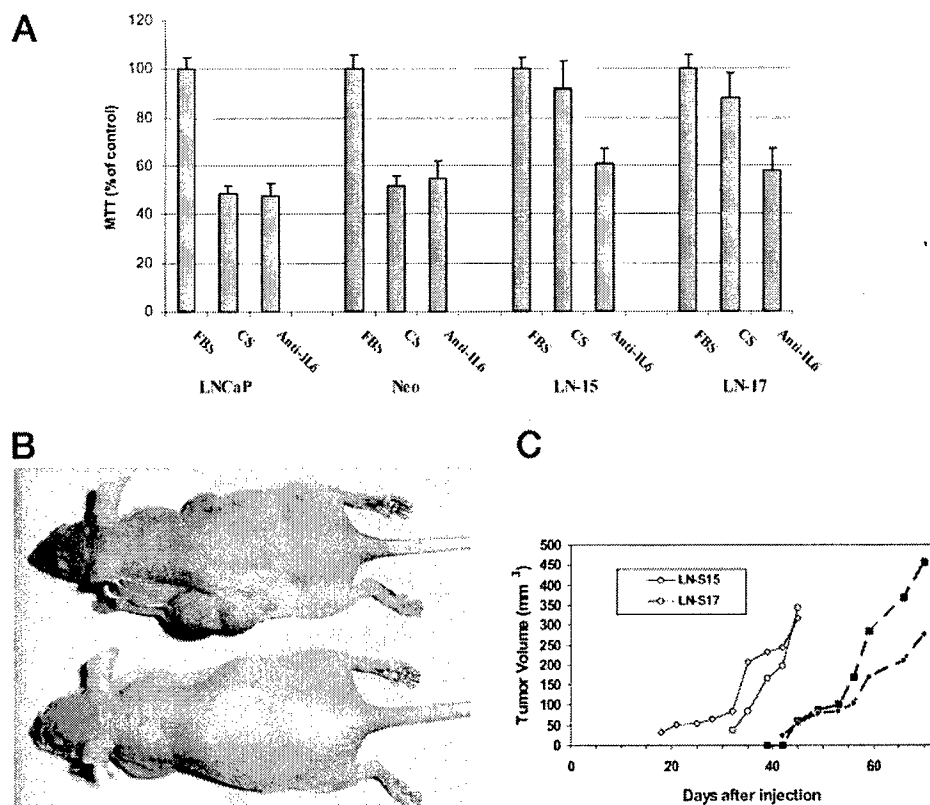 A
120
100
80
60
40
20
0
MTT (% of control)
FBS CS Anti-IL6 FBS CS Anti-IL6 FBS CS Anti-IL6 FBS CS Anti-IL6
LNCaP Neo LN-15 LN-17
B
C
500
450
400
350
300
250
200
150
100
50
0
Tumor Volume (mm³)
LN-S15
LN-S17
0 20 40 60
Days after injection